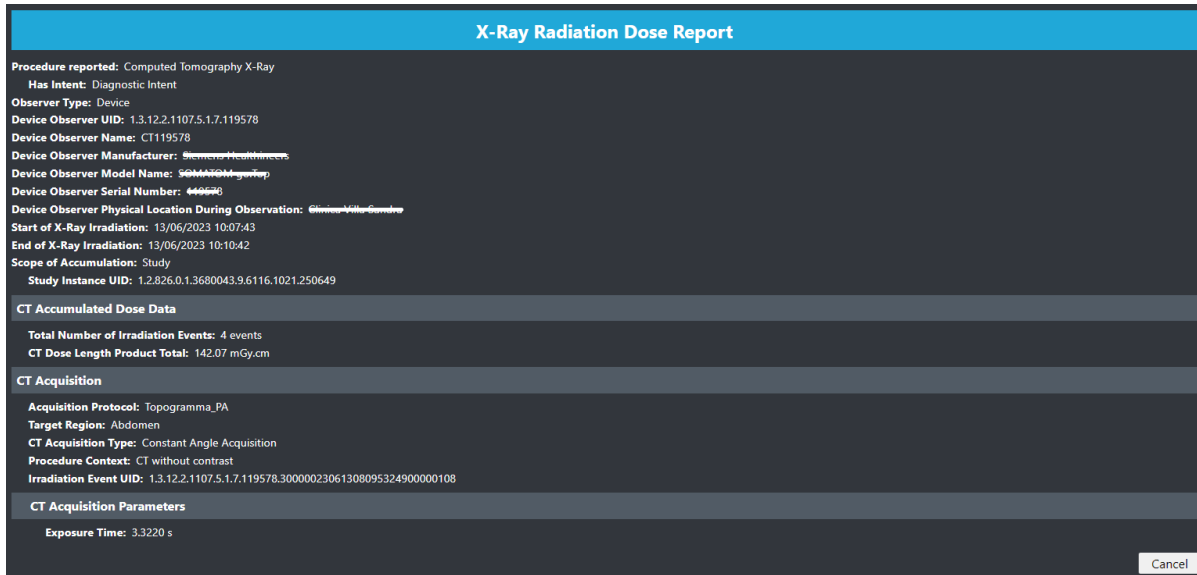 X-Ray Radiation Dose Report
Procedure reported: Computed Tomography X-Ray
Has Intent: Diagnostic Intent
Observer Type: Device
Device Observer UID: 1.3.12.2.1107.5.1.7.119578
Device Observer Name: CT119578
Device Observer Manufacturer:
Device Observer Model Name:
Device Observer Serial Number:
Device Observer Physical Location During Observation:
Start of X-Ray Irradiation: 13/06/2023 10:07:43
End of X-Ray Irradiation: 13/06/2023 10:10:42
Scope of Accumulation: Study
Study Instance UID: 1.2.826.0.1.3680043.9.6116.1021.250649
CT Accumulated Dose Data
Total Number of Irradiation Events: 4 events
CT Dose Length Product Total: 142.07 mGy.cm
CT Acquisition
Acquisition Protocol: Topogramma_PA
Target Region: Abdomen
CT Acquisition Type: Constant Angle Acquisition
Procedure Context: CT without contrast
Irradiation Event UID: 1.3.12.2.1107.5.1.7.119578.30000023061308095324900000108
CT Acquisition Parameters
Exposure Time: 3.3220 s
Cancel